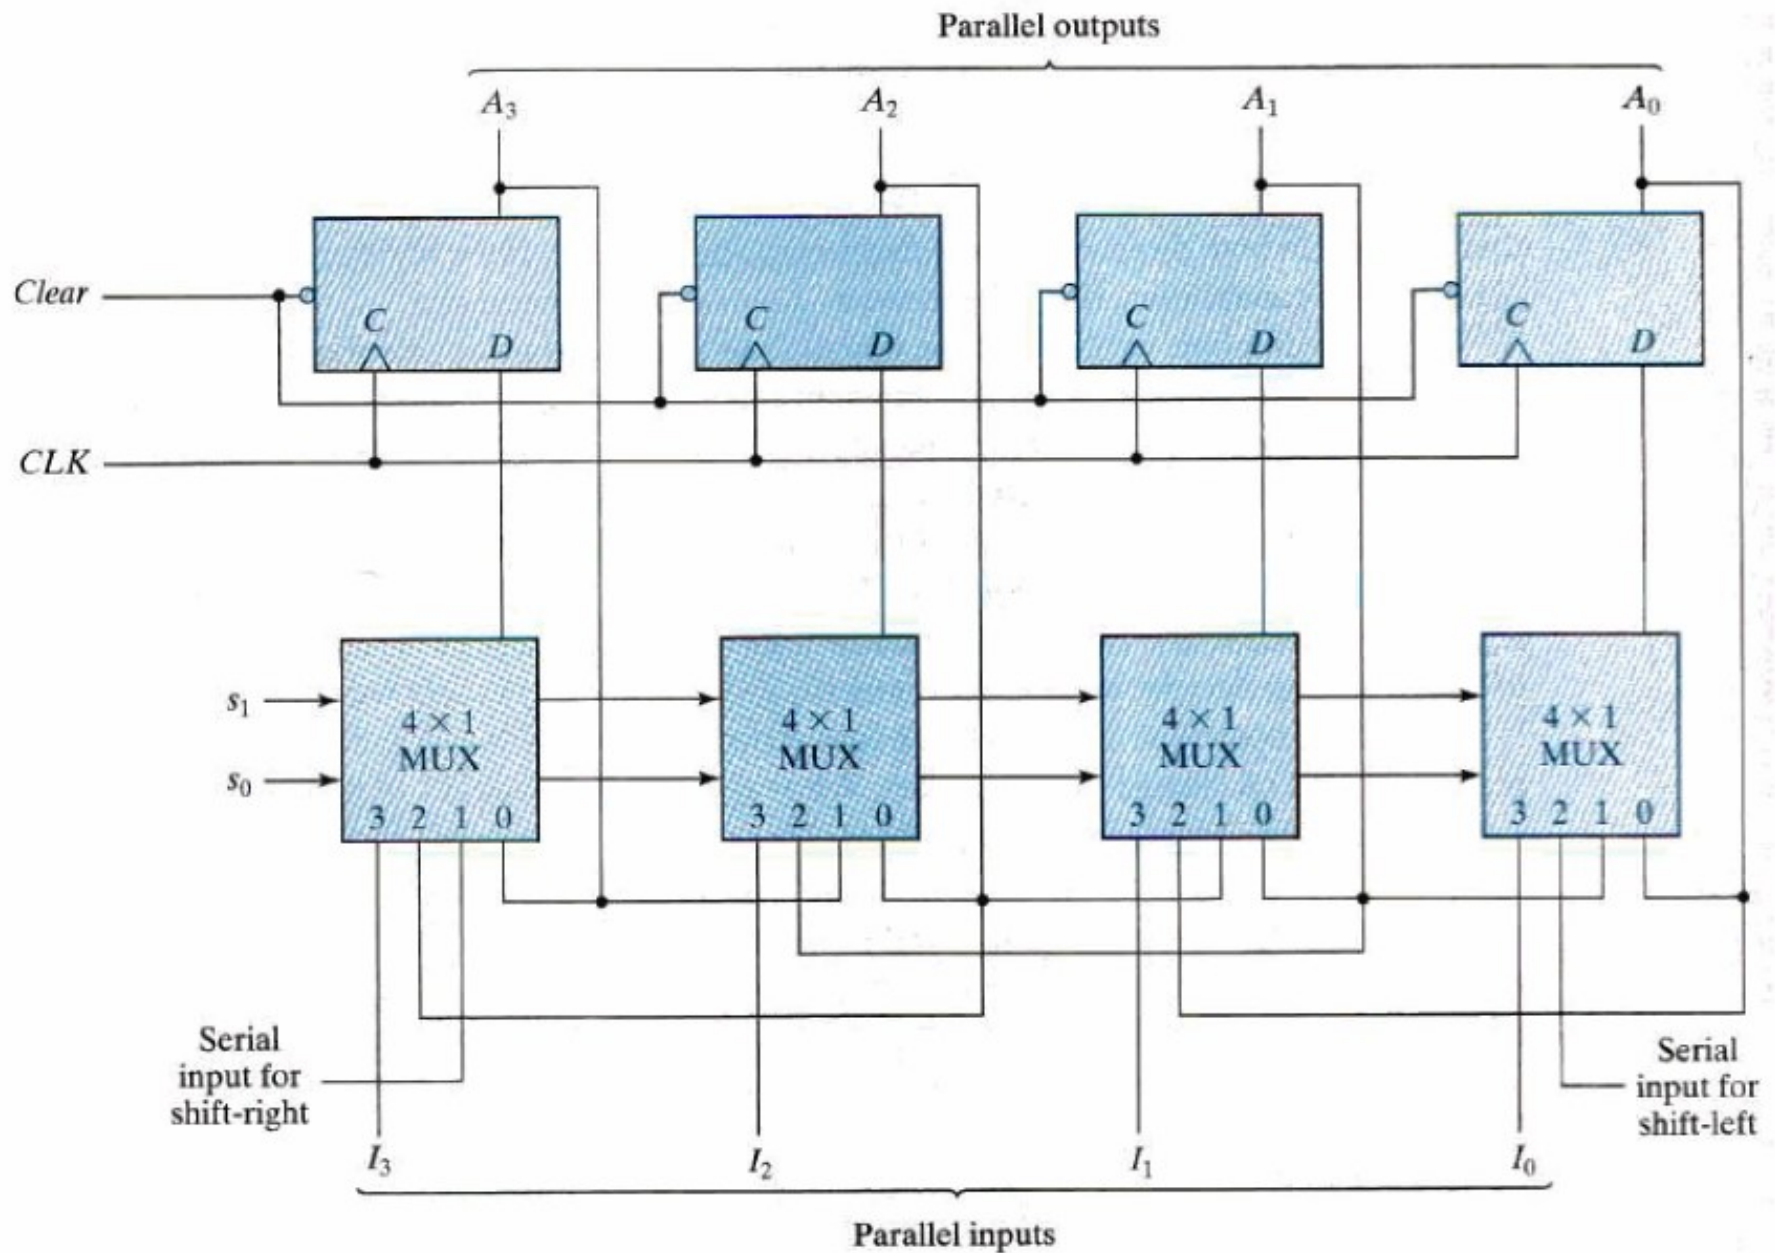 Parallel outputs
A₃ A₂ A₁ A₀
Clear
C D C D C D C D
CLK
s₁
s₀
4 × 1 4 × 1 4 × 1 4 × 1
MUX MUX MUX MUX
3 2 1 0 3 2 1 0 3 2 1 0 3 2 1 0
Serial
input for
shift-right
Serial
input for
shift-left
I₃ I₂ I₁ I₀
Parallel inputs